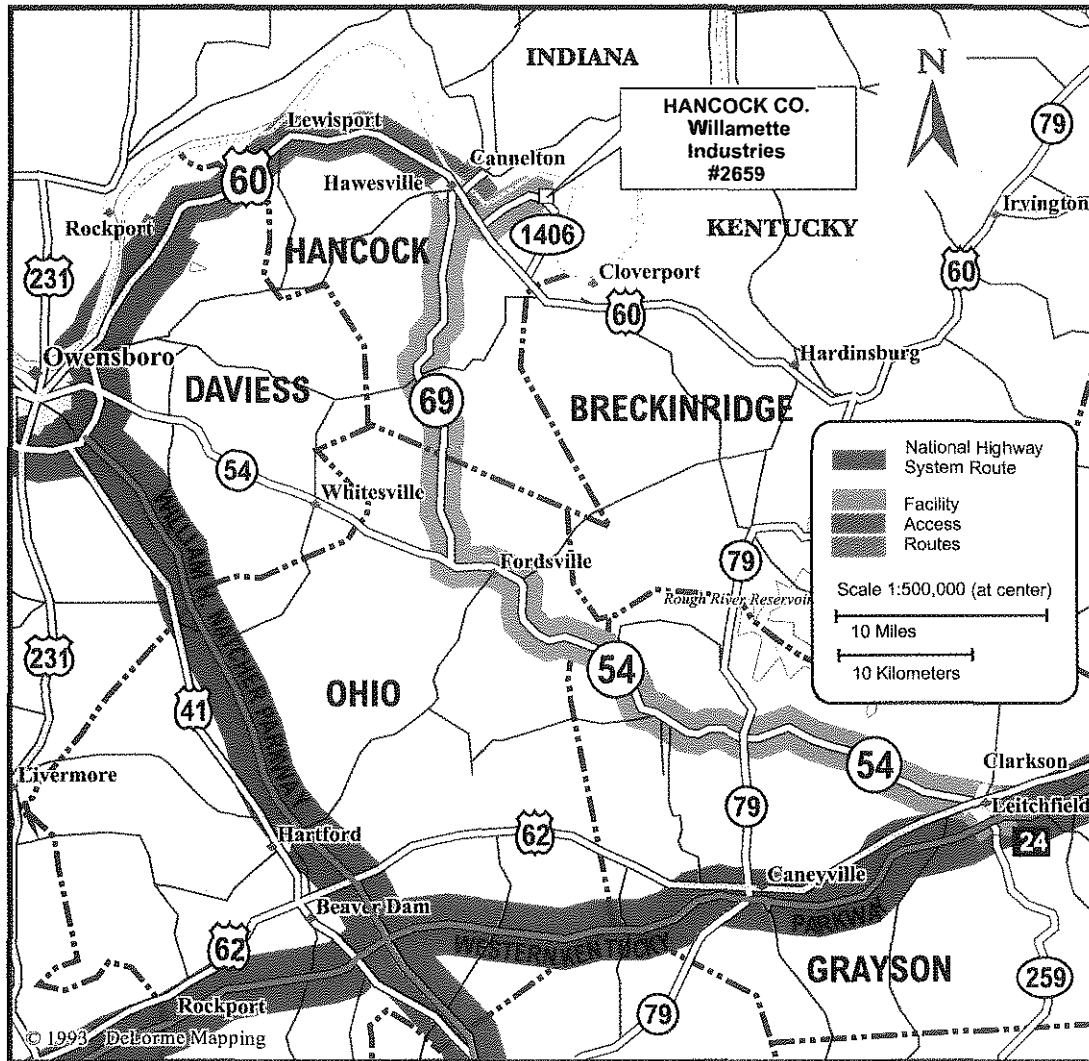 INDIANA
N
HANCOCK CO.
Willamette
Industries
#2659
79
Lewisport
Cannelton
60
Hawesville
Irvington
Rockport
1406
KENTUCKY
HANCOCK
231
Cloverport
60
60
Owensboro
Hardinsburg
DAVIESS
69
BRECKINRIDGE
National Highway
System Route
54
Whitesville
Facility
Access
Routes
WILLIAM H. NATCHER PARKWAY
Fordsville
79
Scale 1:500,000 (at center)
Rough River Reservoir
10 Miles
231
54
10 Kilometers
OHIO
41
54
Livermore
Clarkson
79
Leitchfield
Hartford
62
24
Caneyville
Beaver Dam
PARKWAY
62
WESTERN KENTUCKY
GRAYSON
Rockport
259
79
© 1993 DeLorme Mapping